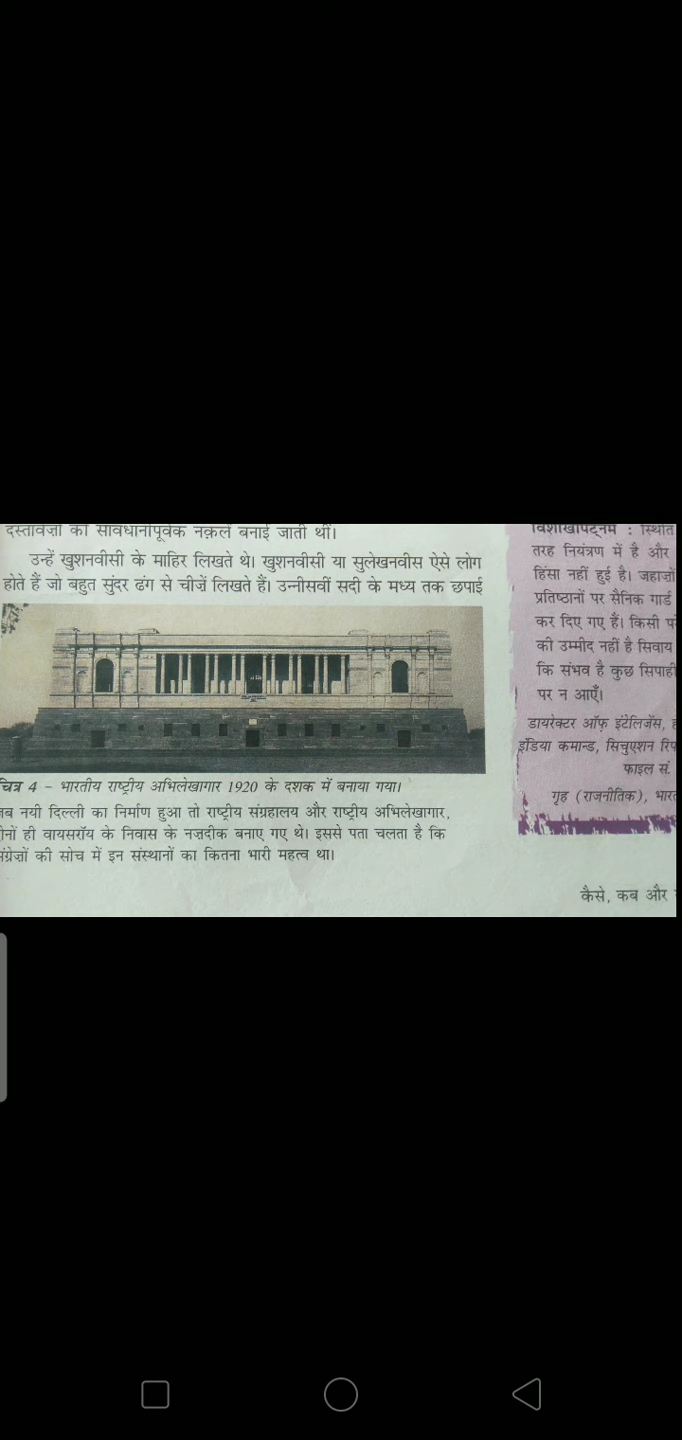 दस्तावेज़ों की सावधानीपूर्वक नक़लें बनाई जाती थीं।
उन्हें खुशनवीसी के माहिर लिखते थे। खुशनवीसी या सुलेखनवीस ऐसे लोग
होते हैं जो बहुत सुंदर ढंग से चीज़ें लिखते हैं। उन्नीसवीं सदी के मध्य तक छपाई
चित्र 4 – भारतीय राष्ट्रीय अभिलेखागार 1920 के दशक में बनाया गया।
नयी दिल्ली का निर्माण हुआ तो राष्ट्रीय संग्रहालय और राष्ट्रीय अभिलेखागार,
ही वायसरॉय के निवास के नज़दीक बनाए गए थे। इससे पता चलता है कि
की सोच में इन संस्थानों का कितना भारी महत्व था।
विशाखापट्नम : स्थिति
तरह नियंत्रण में है और
हिंसा नहीं हुई है। जहाज़ों
प्रतिष्ठानों पर सैनिक गार्ड
कर दिए गए हैं। किसी
की उम्मीद नहीं है सिवाय
कि संभव है कुछ सिपाही
पर न आएँ।
डायरेक्टर ऑफ़ इंटेलिजेंस,
इंडिया कमान्ड, सिचुएशन
फाइल सं.
गृह (राजनीतिक),
कैसे, कब और